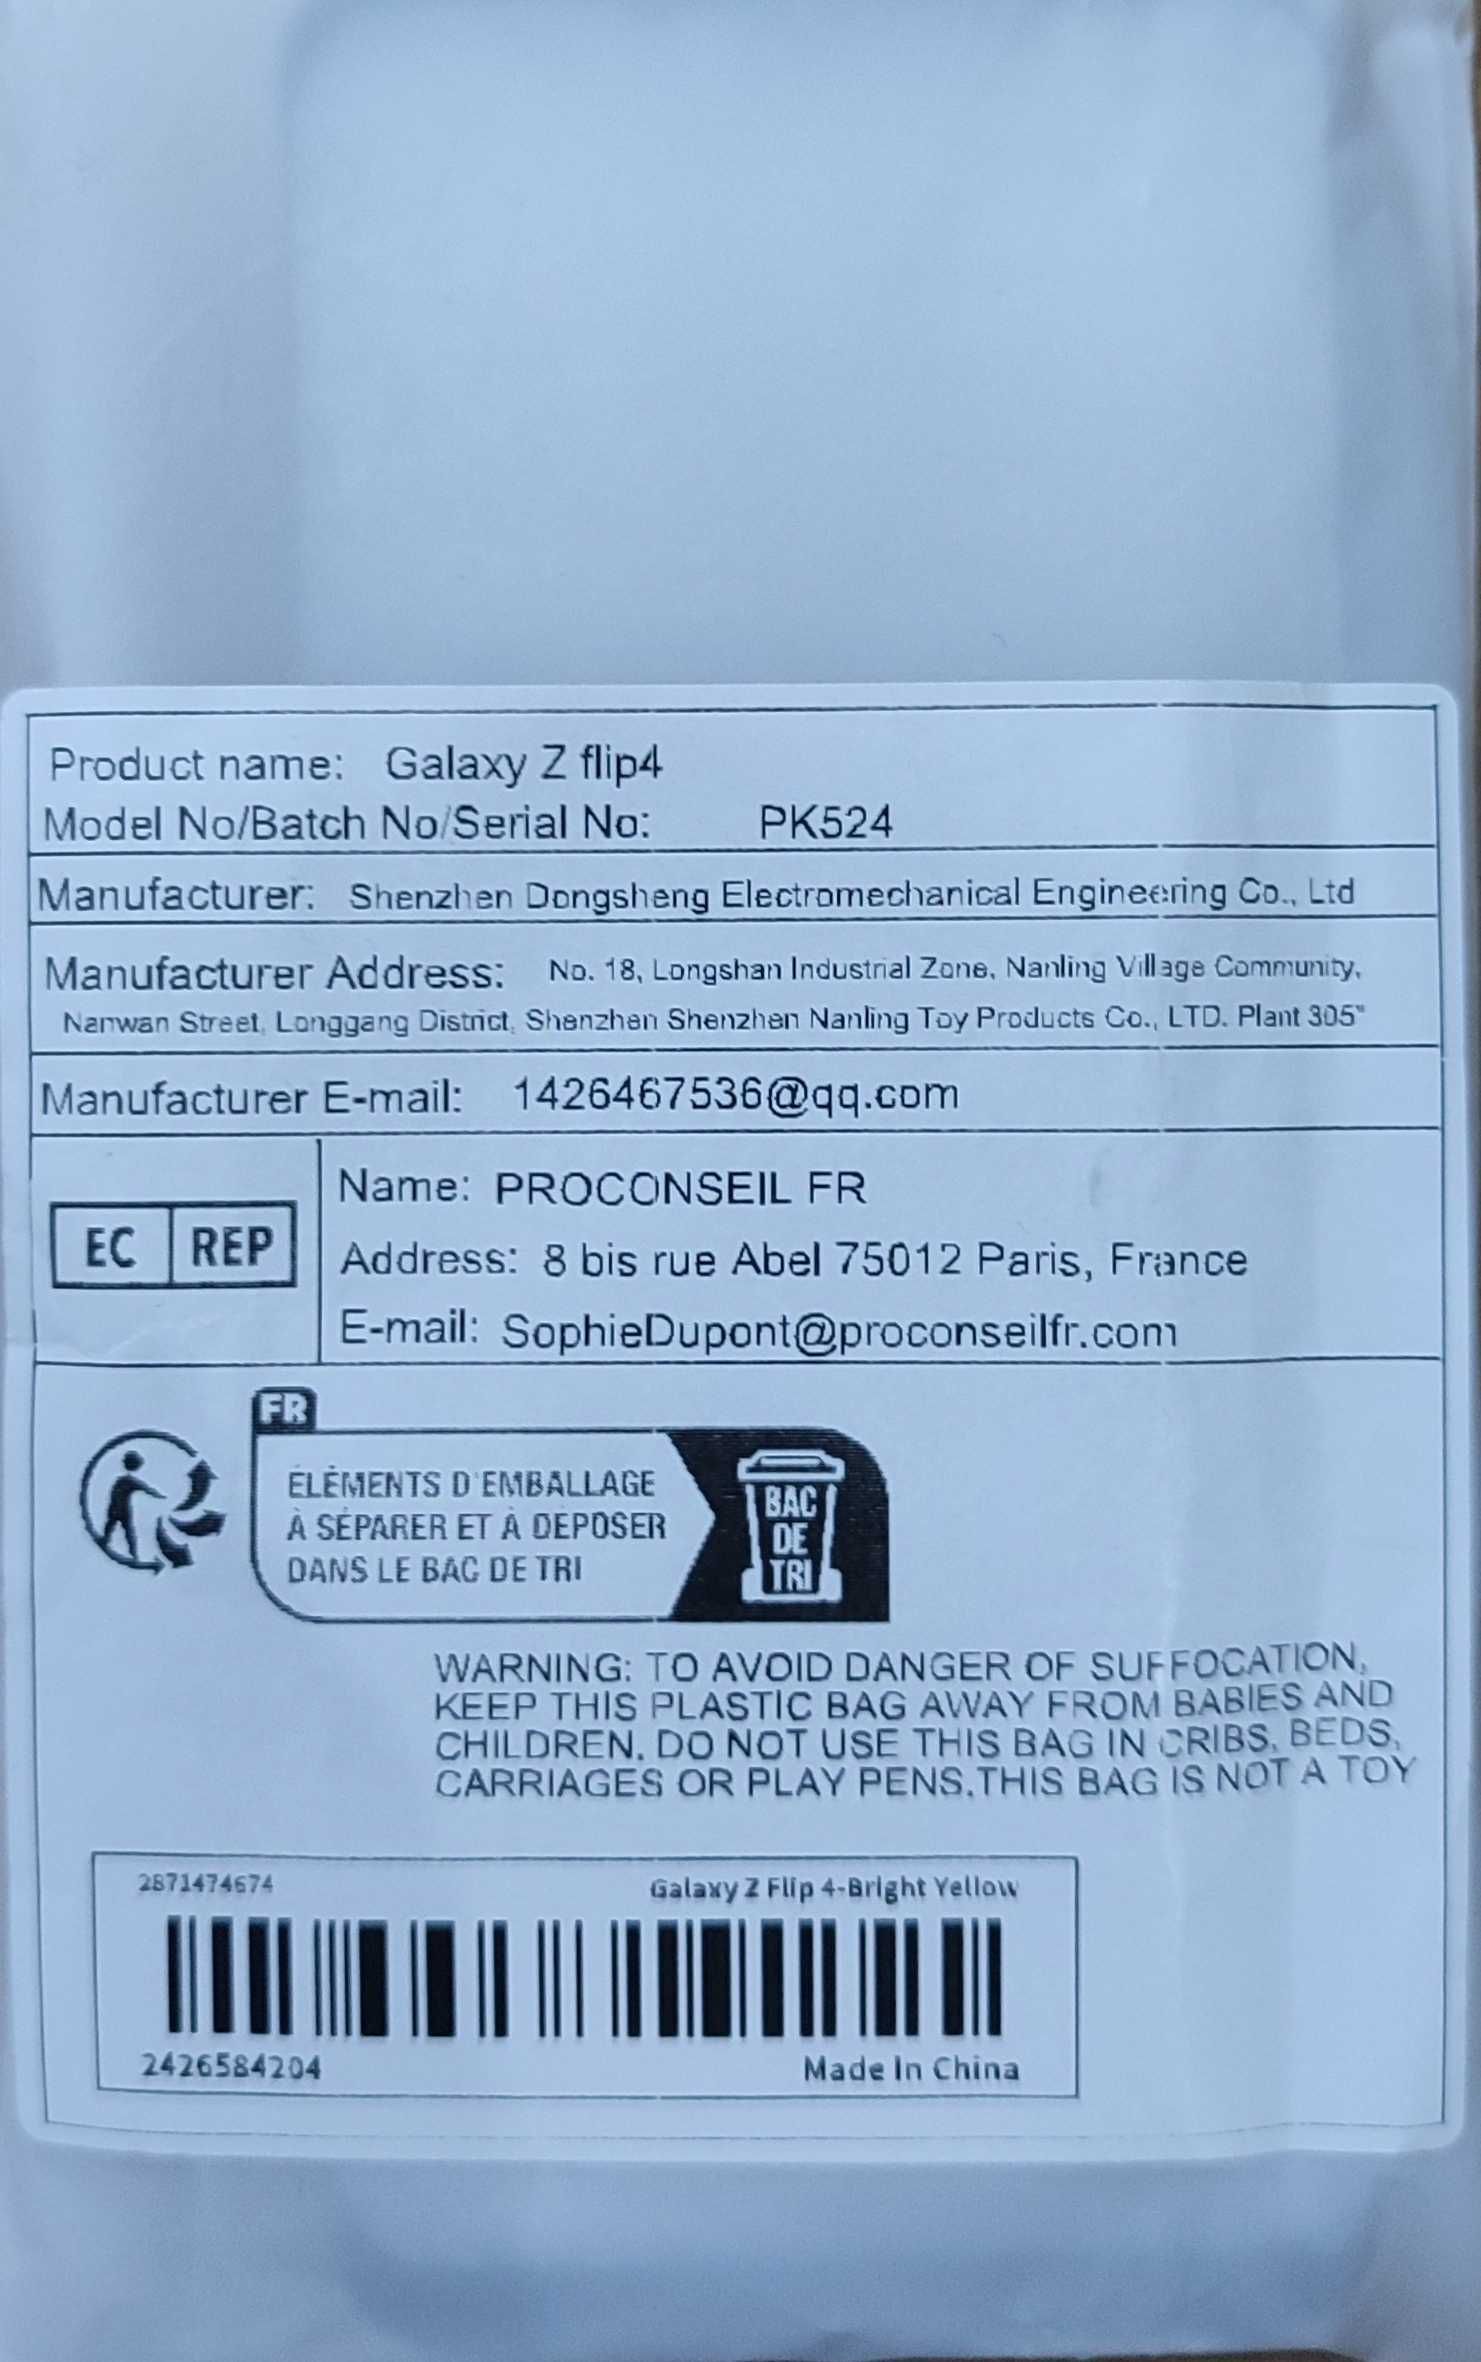 Product name: Galaxy Z flip4
Model No/Batch No/Serial No: PK524
Manufacturer: Shenzhen Dongsheng Electromechanical Engineering Co., Ltd
Manufacturer Address: No. 18, Longshan Industrial Zone, Nanling Village Community,
Nanwan Street, Longgang District, Shenzhen Shenzhen Nanling Toy Products Co., LTD. Plant 305"
Manufacturer E-mail: 1426467536@qq.com
EC REP
Name: PROCONSEIL FR
Address: 8 bis rue Abel 75012 Paris, France
E-mail: SophieDupont@proconseilfr.com
FR
ÉLÉMENTS D'EMBALLAGE
À SÉPARER ET À DÉPOSER
DANS LE BAC DE TRI
BAC
DE
TRI
WARNING: TO AVOID DANGER OF SUFFOCATION,
KEEP THIS PLASTIC BAG AWAY FROM BABIES AND
CHILDREN. DO NOT USE THIS BAG IN CRIBS, BEDS,
CARRIAGES OR PLAY PENS.THIS BAG IS NOT A TOY
2871474674 Galaxy Z Flip 4-Bright Yellow
2426584204 Made In China